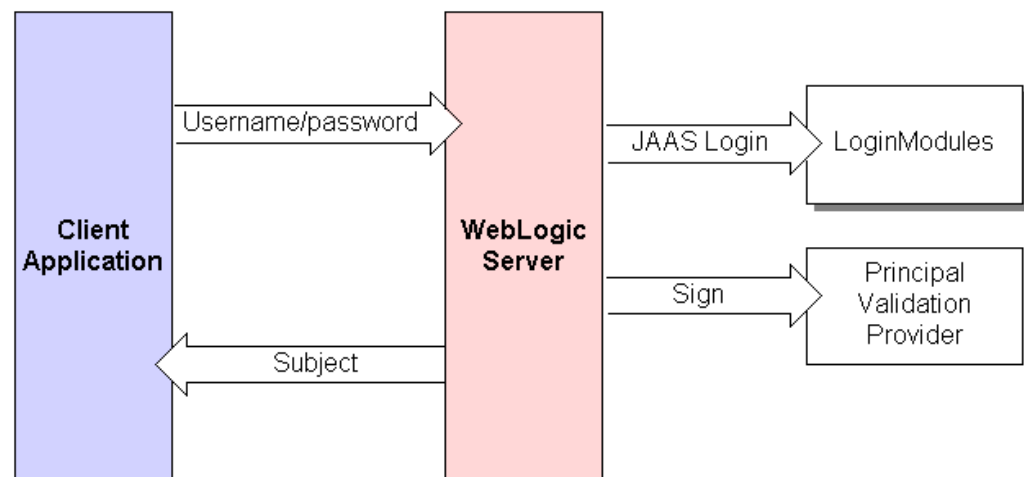 Client
Application
Username/password
Subject
WebLogic
Server
JAAS Login
LoginModules
Sign
Principal
Validation
Provider